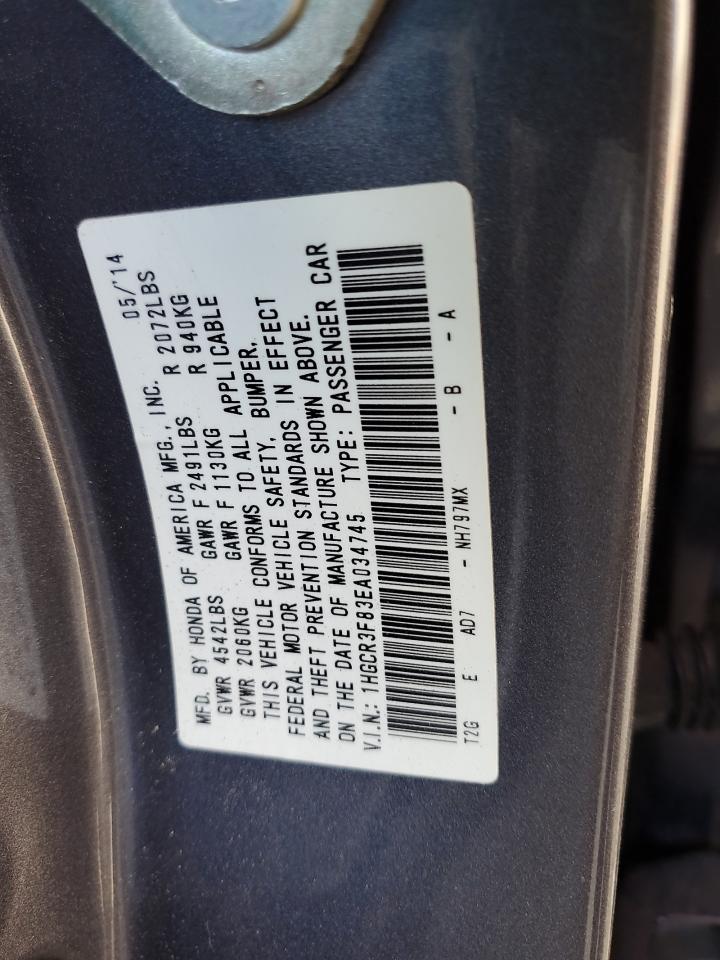 MFD. BY HONDA OF AMERICA MFG., INC. 05/'14
GVWR 4542LBS GAWR F 2491LBS R 2072LBS
GVWR 2060KG GAWR F 1130KG R 940KG
THIS VEHICLE CONFORMS TO ALL APPLICABLE
FEDERAL MOTOR VEHICLE SAFETY, BUMPER,
AND THEFT PREVENTION STANDARDS IN EFFECT
ON THE DATE OF MANUFACTURE SHOWN ABOVE.
V.I.N.: 1HGCR3F83EA034745 TYPE: PASSENGER CAR
T2G E AD7 - NH797MX - B - A